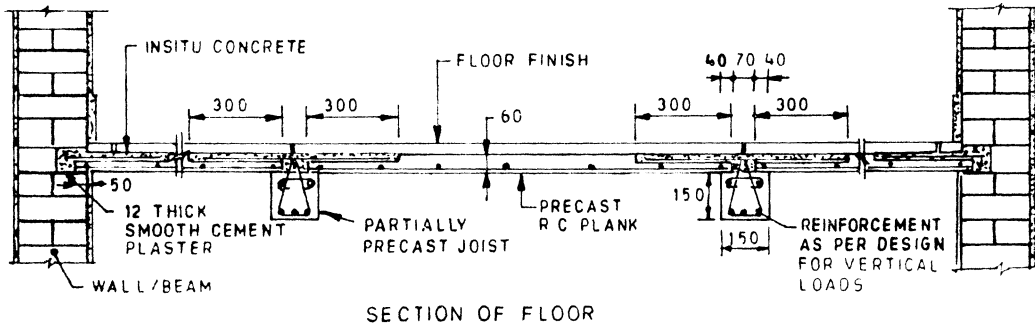 INSITU CONCRETE
FLOOR FINISH
40 70 40
300
300
60
300
300
50
12 THICK
SMOOTH CEMENT
PLASTER
WALL/BEAM
PARTIALLY
PRECAST JOIST
PRECAST
R C PLANK
150
150
REINFORCEMENT
AS PER DESIGN
FOR VERTICAL
LOADS
SECTION OF FLOOR